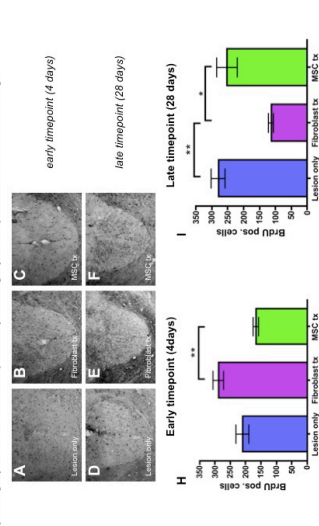 A
Lesion only
B
Fibroblast tx
C
MSC tx
early timepoint (4 days)
D
Lesion only
E
Fibroblast tx
F
MSC tx
late timepoint (28 days)
H
Early timepoint (4days)
BrdU pos. cells
350
300
250
200
150
100
50
0
**
Lesion only
Fibroblast tx
MSC tx
I
Late timepoint (28 days)
BrdU pos. cells
350
300
250
200
150
100
50
0
**
*
Lesion only
Fibroblast tx
MSC tx